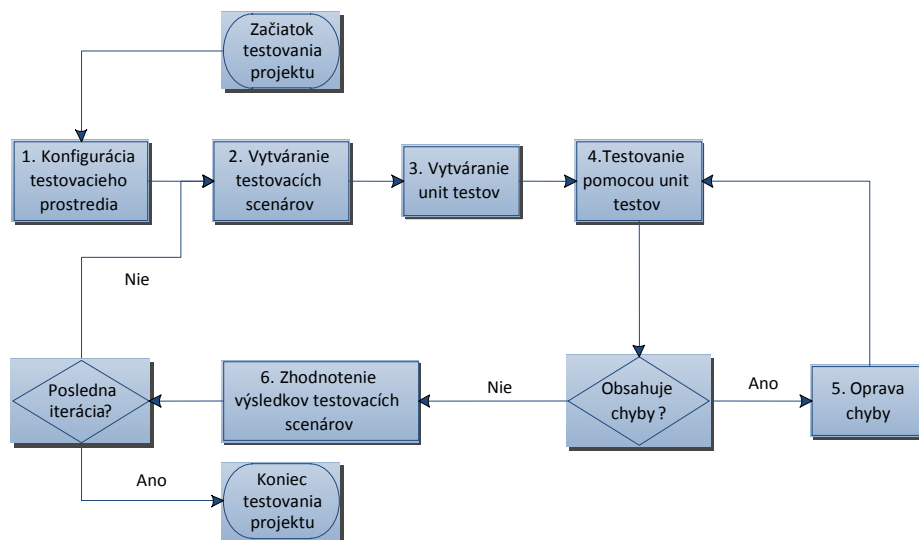 Začiatok
testovania
projektu
1. Konfigurácia
testovacieho
prostredia
2. Vytváranie
testovacích
scenárov
3. Vytváranie
unit testov
4.Testovanie
pomocou unit
testov
Nie
Posledna
iterácia?
6. Zhodnotenie
výsledkov testovacích
scenárov
Nie
Obsahuje
chyby ?
Ano
5. Oprava
chyby
Ano
Koniec
testovania
projektu